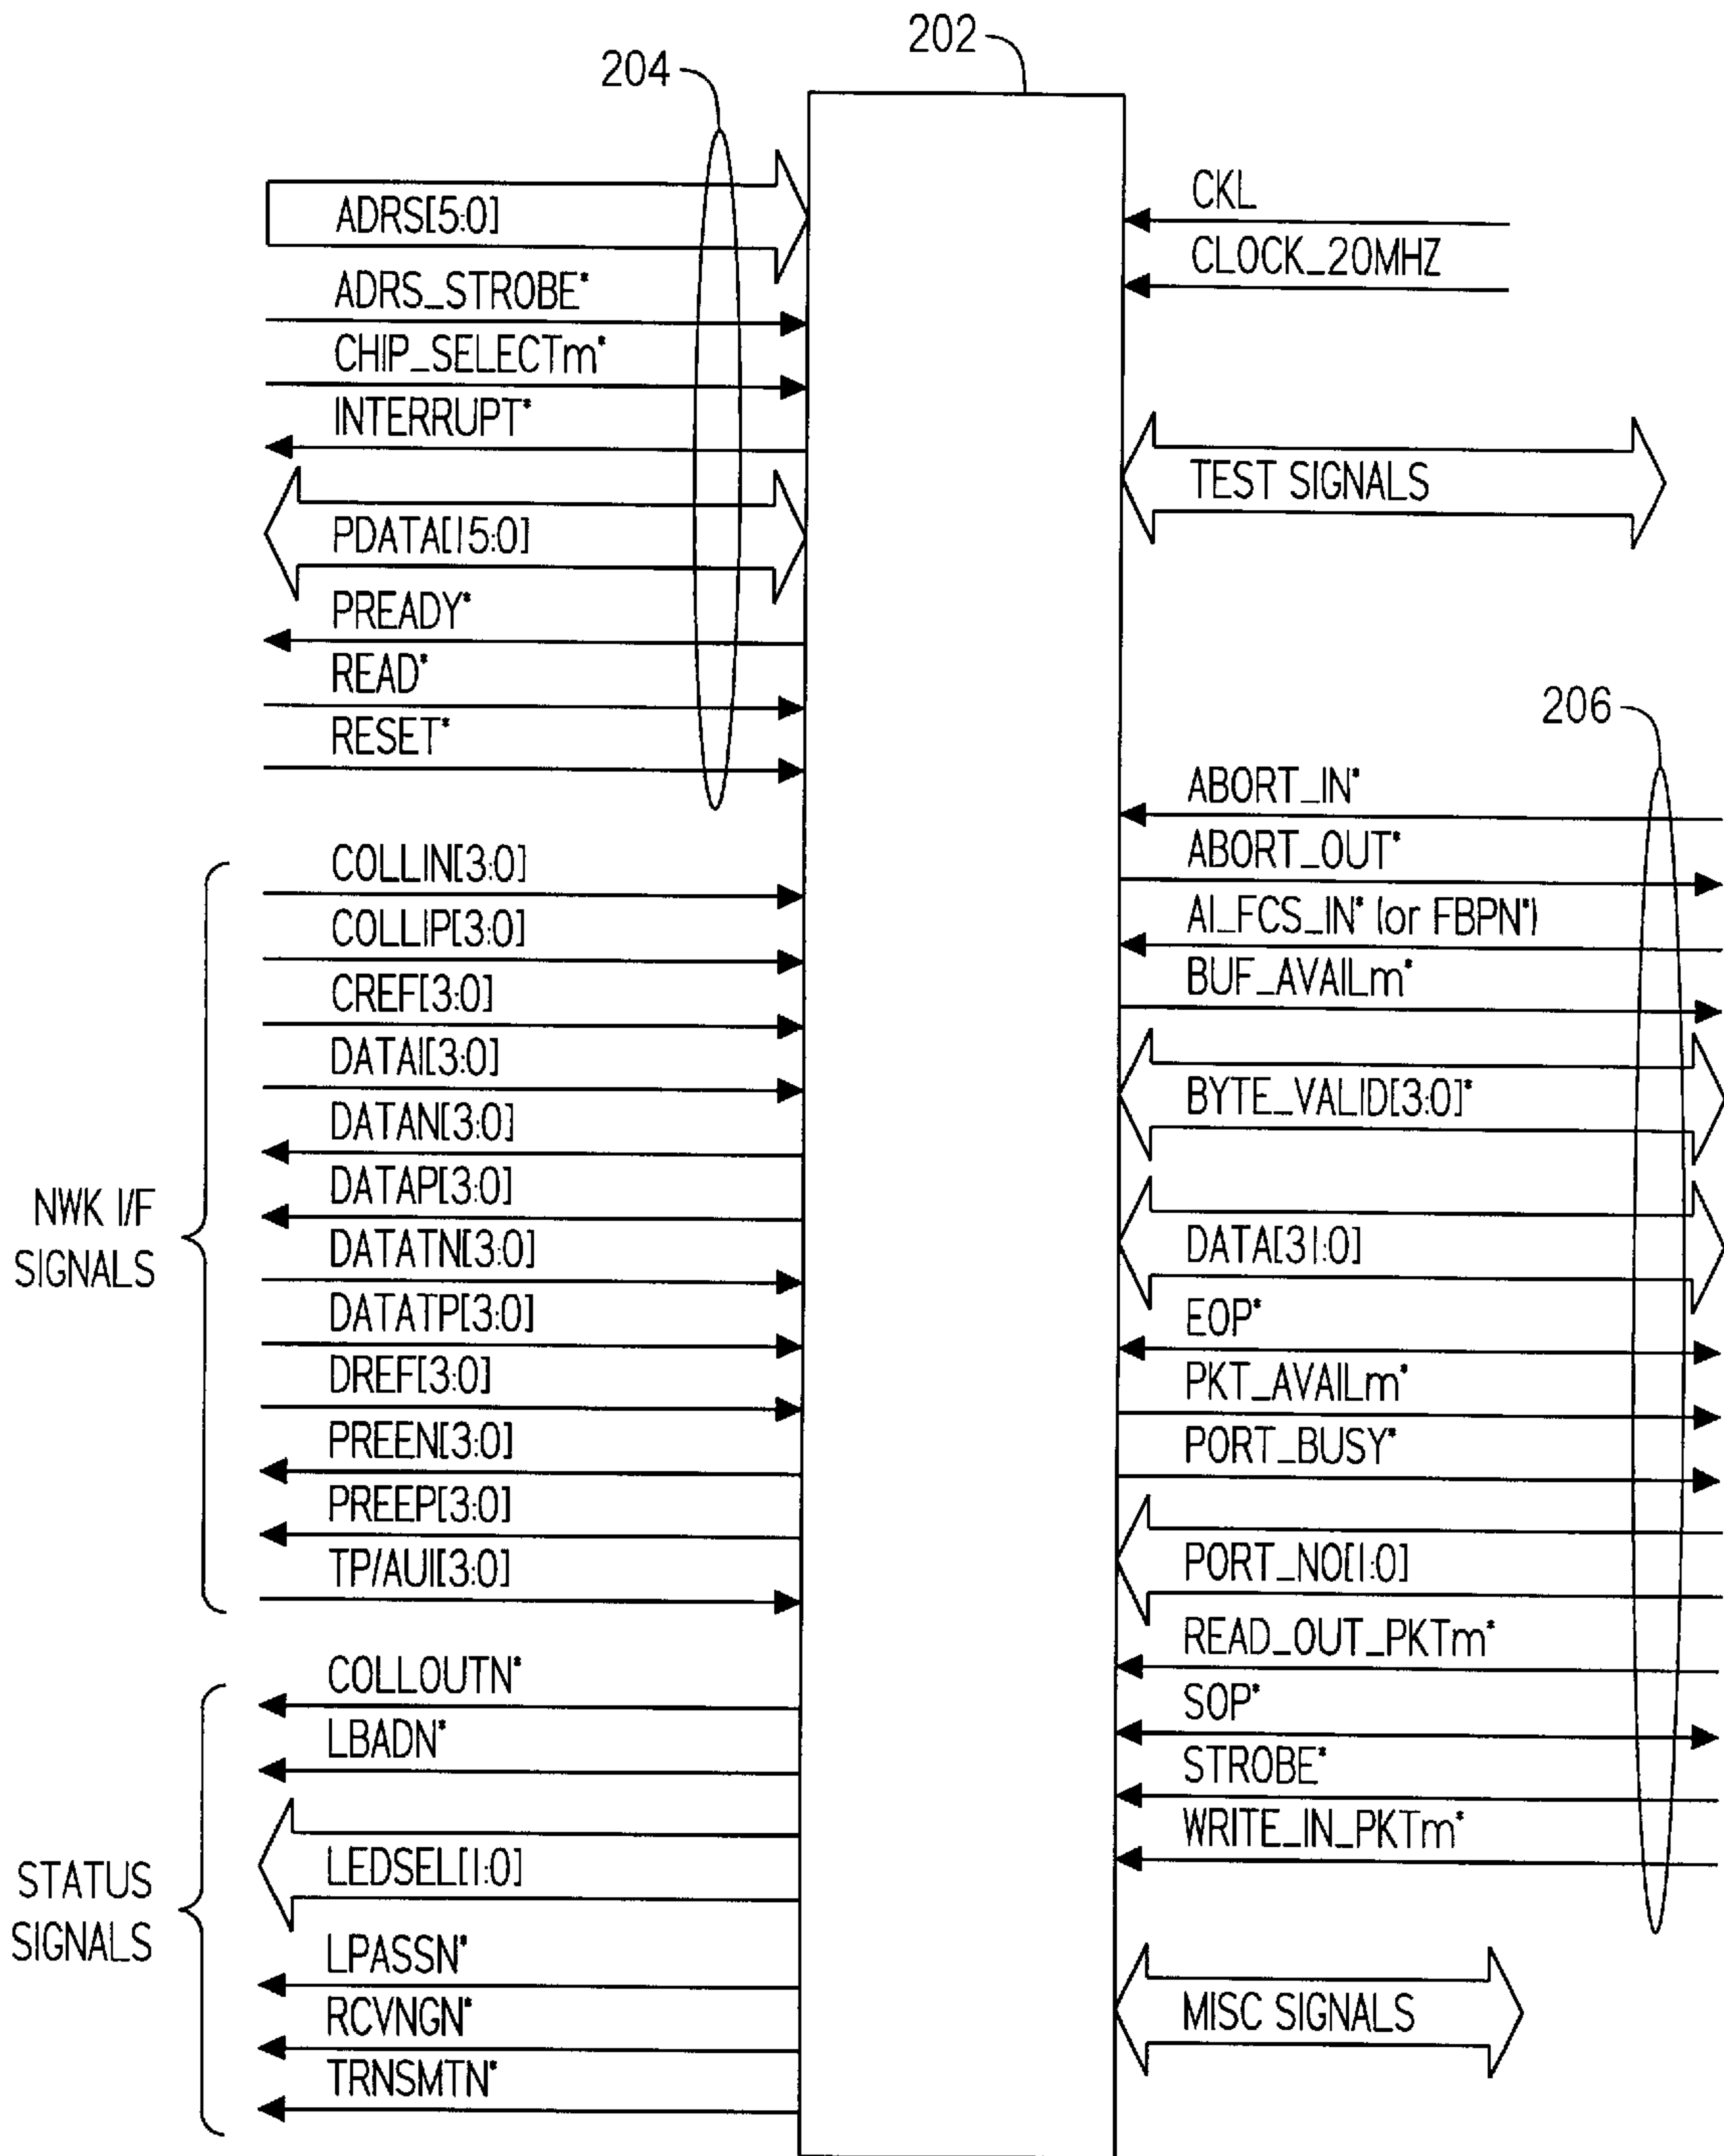 202
204
ADRS[5:0]
ADRS_STROBE*
CHIP_SELECTm*
INTERRUPT*
PDATA[15:0]
PREADY*
READ*
RESET*
NWK I/F
SIGNALS
COLLIN[3:0]
COLLIP[3:0]
CREF[3:0]
DATAI[3:0]
DATAN[3:0]
DATAP[3:0]
DATATN[3:0]
DATATP[3:0]
DREF[3:0]
PREEN[3:0]
PREEP[3:0]
TP/AUI[3:0]
STATUS
SIGNALS
COLLOUTN*
LBADN*
LEDSEL[1:0]
LPASSN*
RCVNGN*
TRNSMTN*
CKL
CLOCK_20MHZ
TEST SIGNALS
206
ABORT_IN*
ABORT_OUT*
AI_FCS_IN* (or FBPN*)
BUF_AVAILm*
BYTE_VALID[3:0]*
DATA[31:0]
EOP*
PKT_AVAILm*
PORT_BUSY*
PORT_NO[1:0]
READ_OUT_PKTm*
SOP*
STROBE*
WRITE_IN_PKTm*
MISC SIGNALS